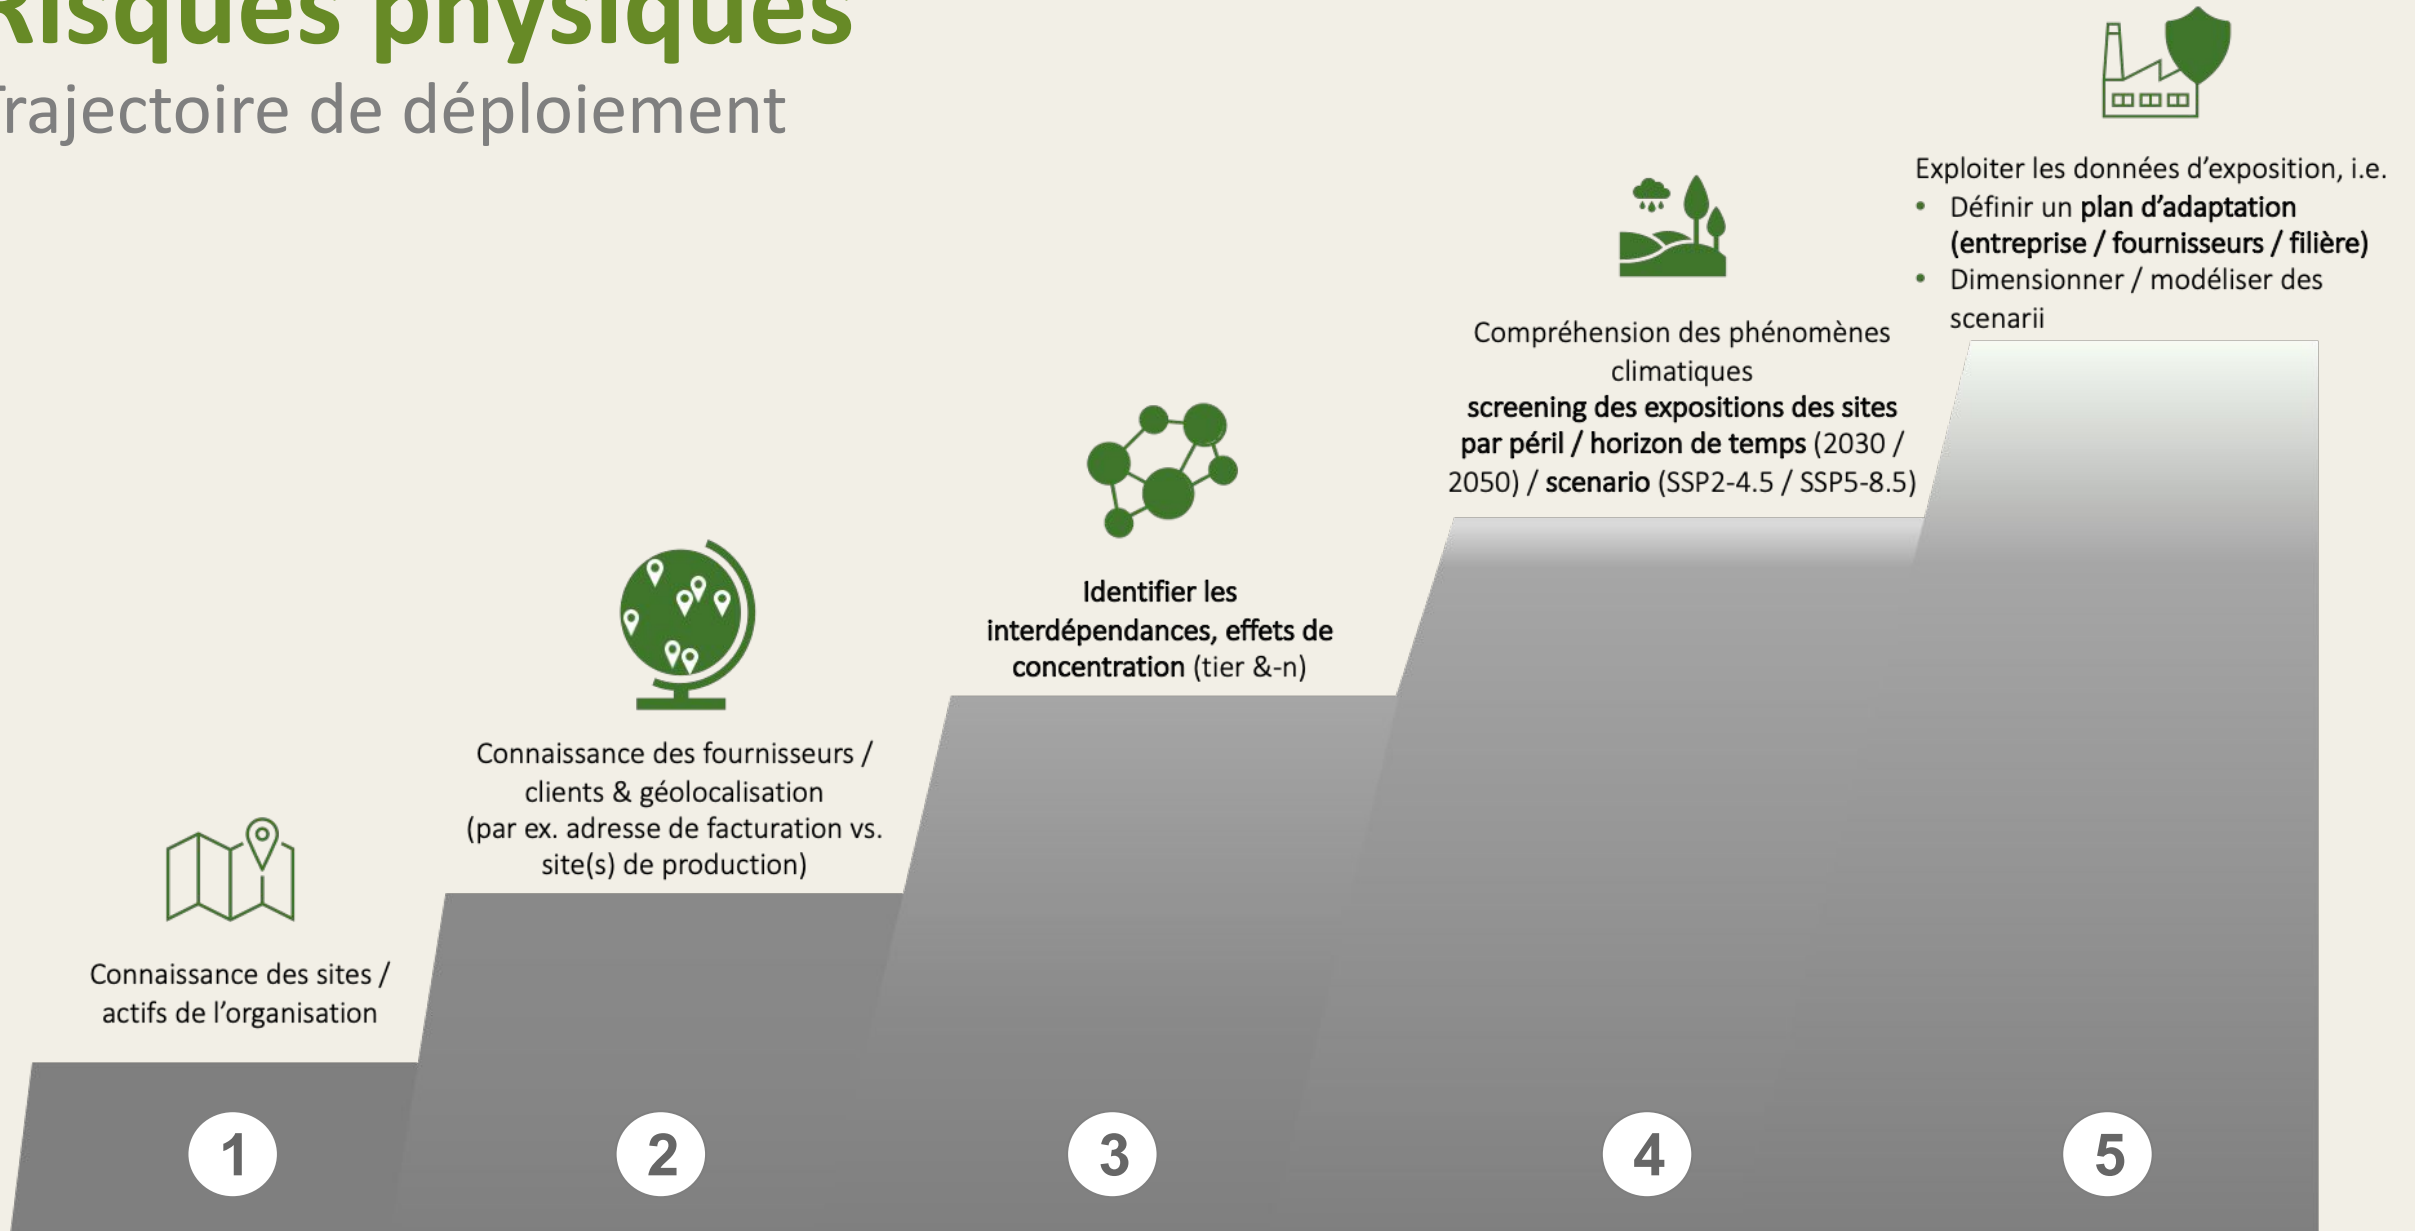 Risques physiques
Trajectoire de déploiement
Exploiter les données d’exposition, i.e.
• Définir un plan d’adaptation
(entreprise / fournisseurs / filière)
• Dimensionner / modéliser des
scenarii
Compréhension des phénomènes
climatiques
screening des expositions des sites
par péril / horizon de temps (2030 /
2050) / scenario (SSP2-4.5 / SSP5-8.5)
Identifier les
interdépendances, effets de
concentration (tier &-n)
Connaissance des fournisseurs /
clients & géolocalisation
(par ex. adresse de facturation vs.
site(s) de production)
Connaissance des sites /
actifs de l’organisation
1
2
3
4
5